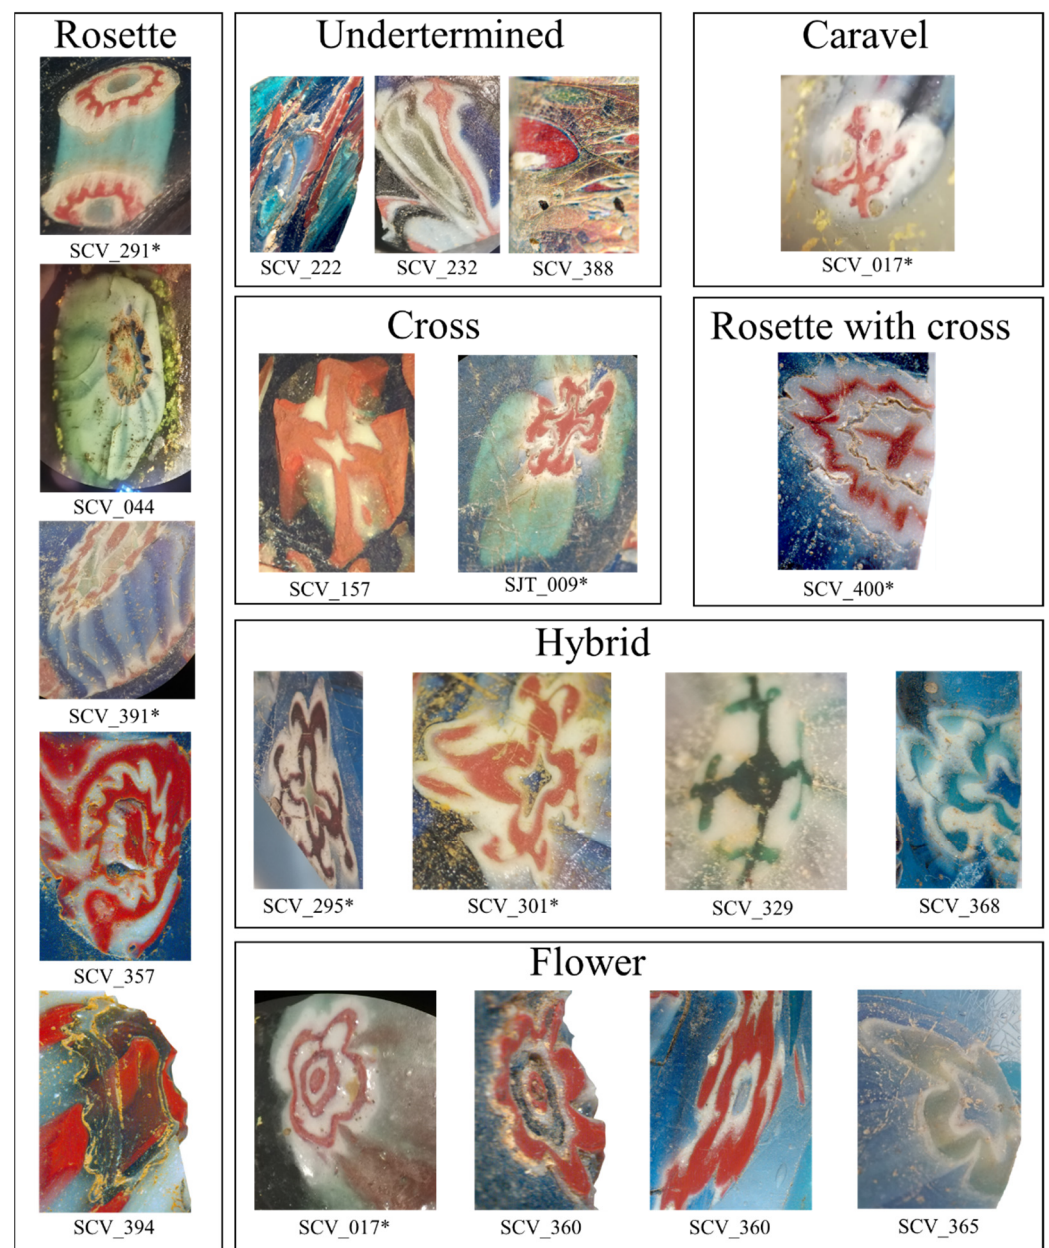 Rosette
SCV_291*
SCV_044
SCV_391*
SCV_357
SCV_394
Undertermined
SCV_222 SCV_232 SCV_388
Caravel
SCV_017*
Cross
SCV_157 SJT_009*
Rosette with cross
SCV_400*
Hybrid
SCV_295* SCV_301* SCV_329 SCV_368
Flower
SCV_017* SCV_360 SCV_360 SCV_365